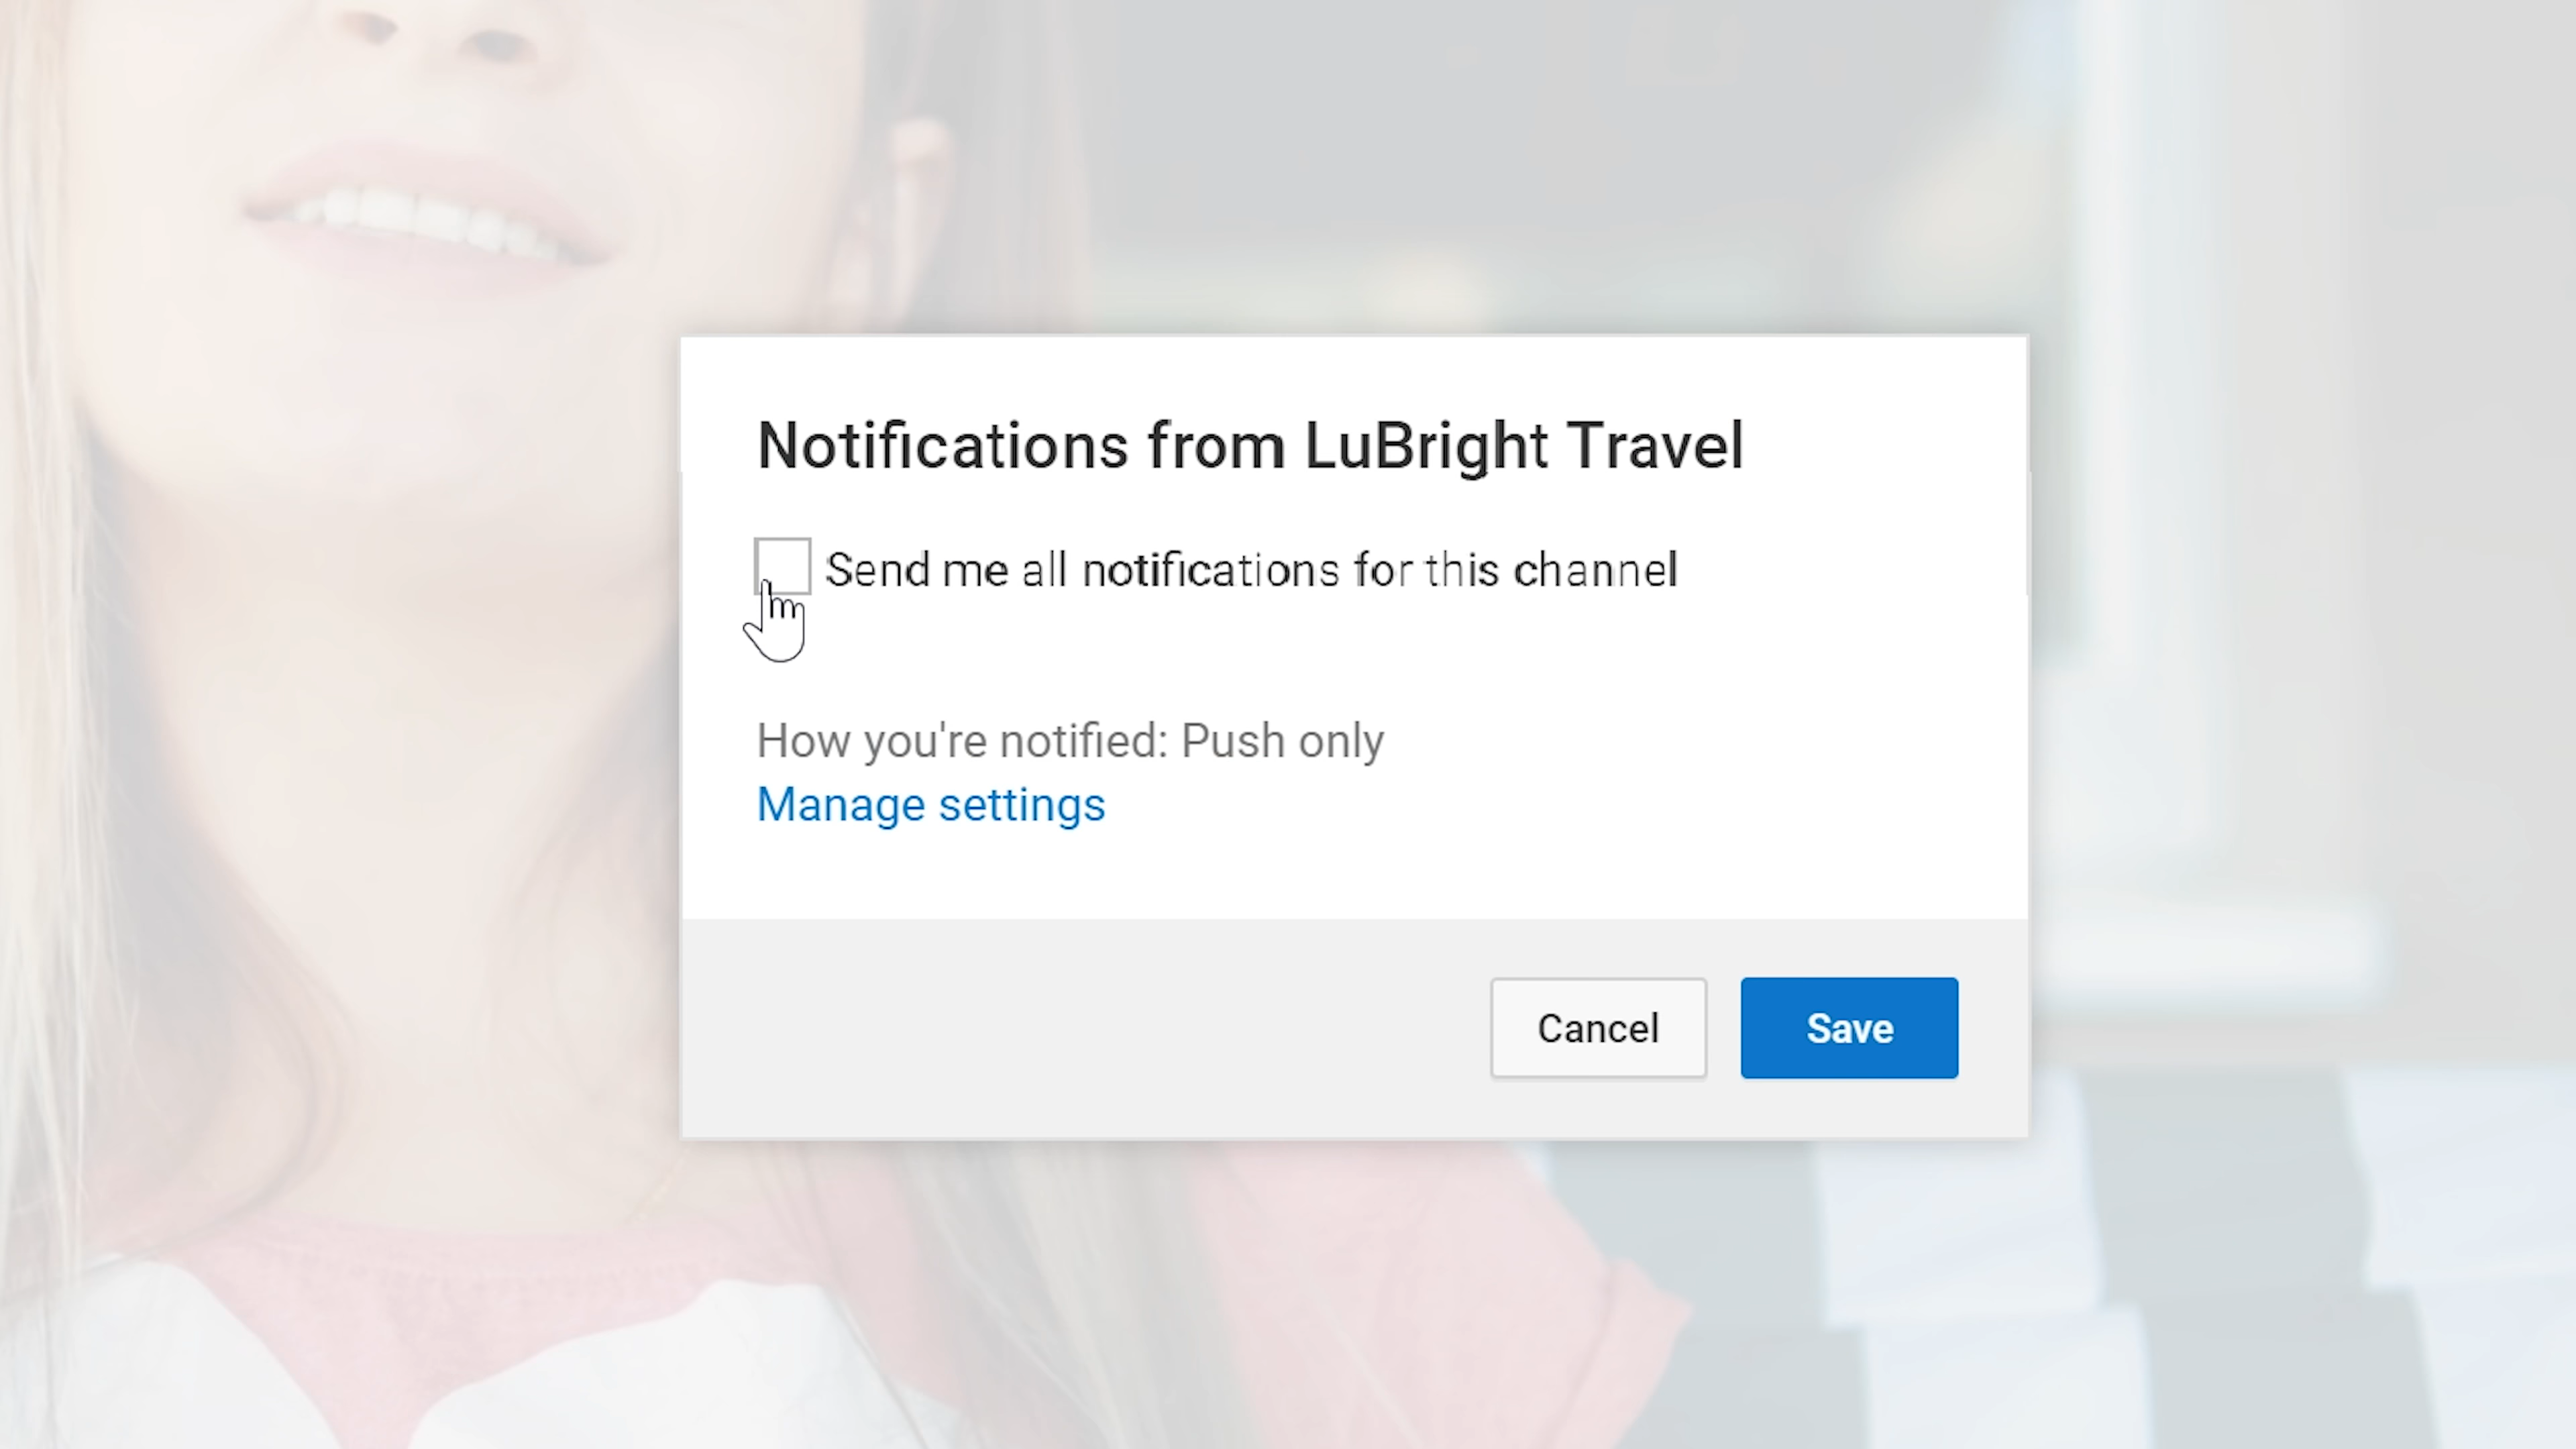 Notifications from LuBright Travel
Send me all notifications for this channel
How you're notified: Push only
Manage settings
Cancel
Save